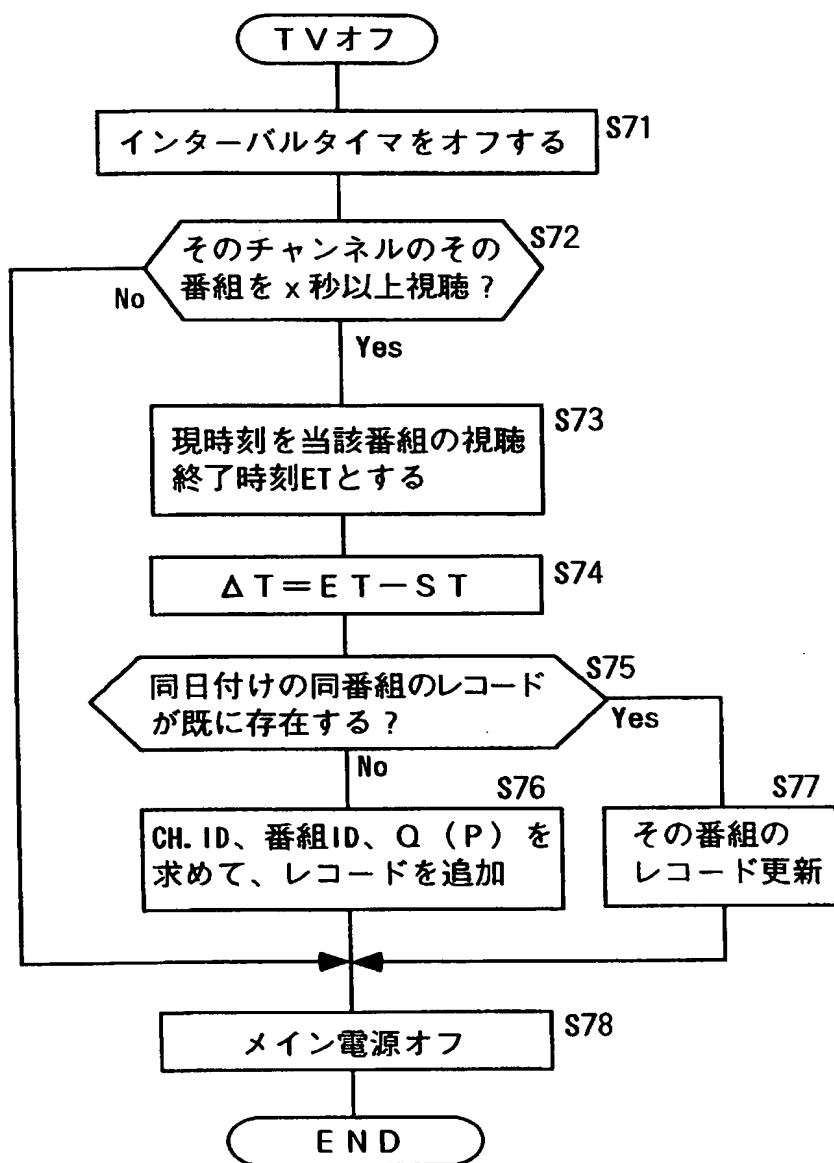 TVオフ
インターバルタイマをオフする
S71
そのチャンネルのその
番組をx秒以上視聴?
S72
No
Yes
現時刻を当該番組の視聴
終了時刻ETとする
S73
ΔT=ET−ST
S74
同日付けの同番組のレコード
が既に存在する?
S75
Yes
No
S76
CH.ID、番組ID、Q(P)を
求めて、レコードを追加
S77
その番組の
レコード更新
メイン電源オフ
S78
END